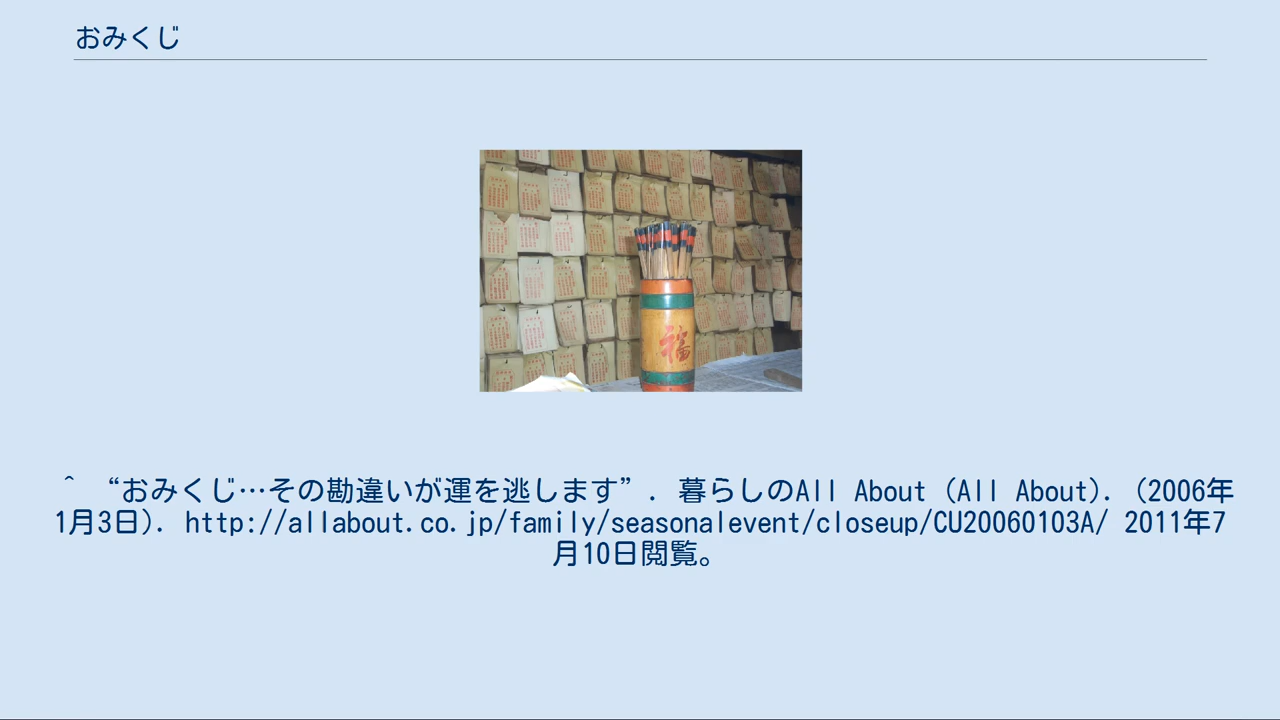 おみくじ
福
^ “おみくじ…その勘違いが運を逃します”. 暮らしのAll About (All About). (2006年
1月3日). http://allabout.co.jp/family/seasonalevent/closeup/CU20060103A/ 2011年7
月10日閲覧。